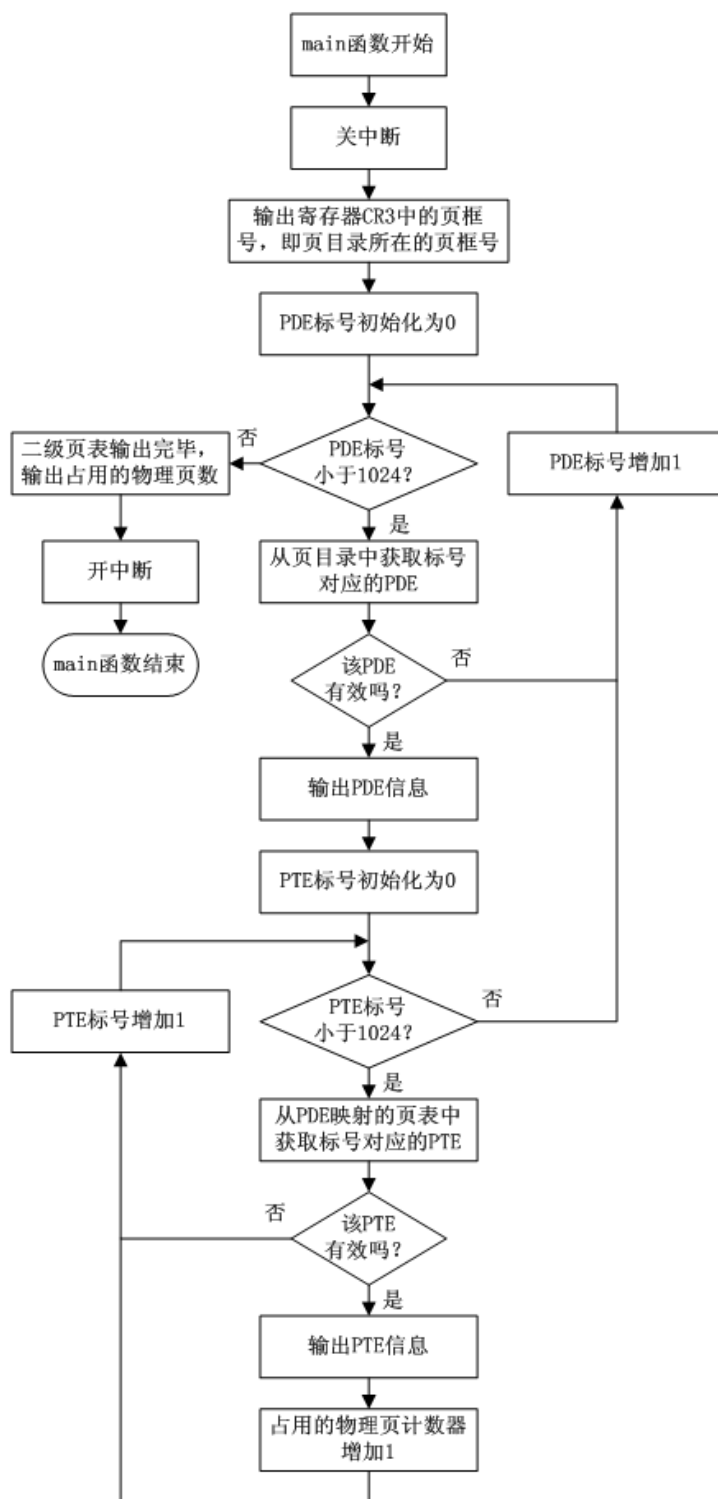 main函数开始
关中断
输出寄存器CR3中的页框
号，即页目录所在的页框号
PDE标号初始化为0
PDE标号
小于1024？
否
二级页表输出完毕，
输出占用的物理页数
PDE标号增加1
是
开中断
从页目录中获取标号
对应的PDE
main函数结束
该PDE
有效吗？
否
是
输出PDE信息
PTE标号初始化为0
PTE标号增加1
PTE标号
小于1024？
否
是
从PDE映射的页表中
获取标号对应的PTE
否
该PTE
有效吗？
是
输出PTE信息
占用的物理页计数器
增加1